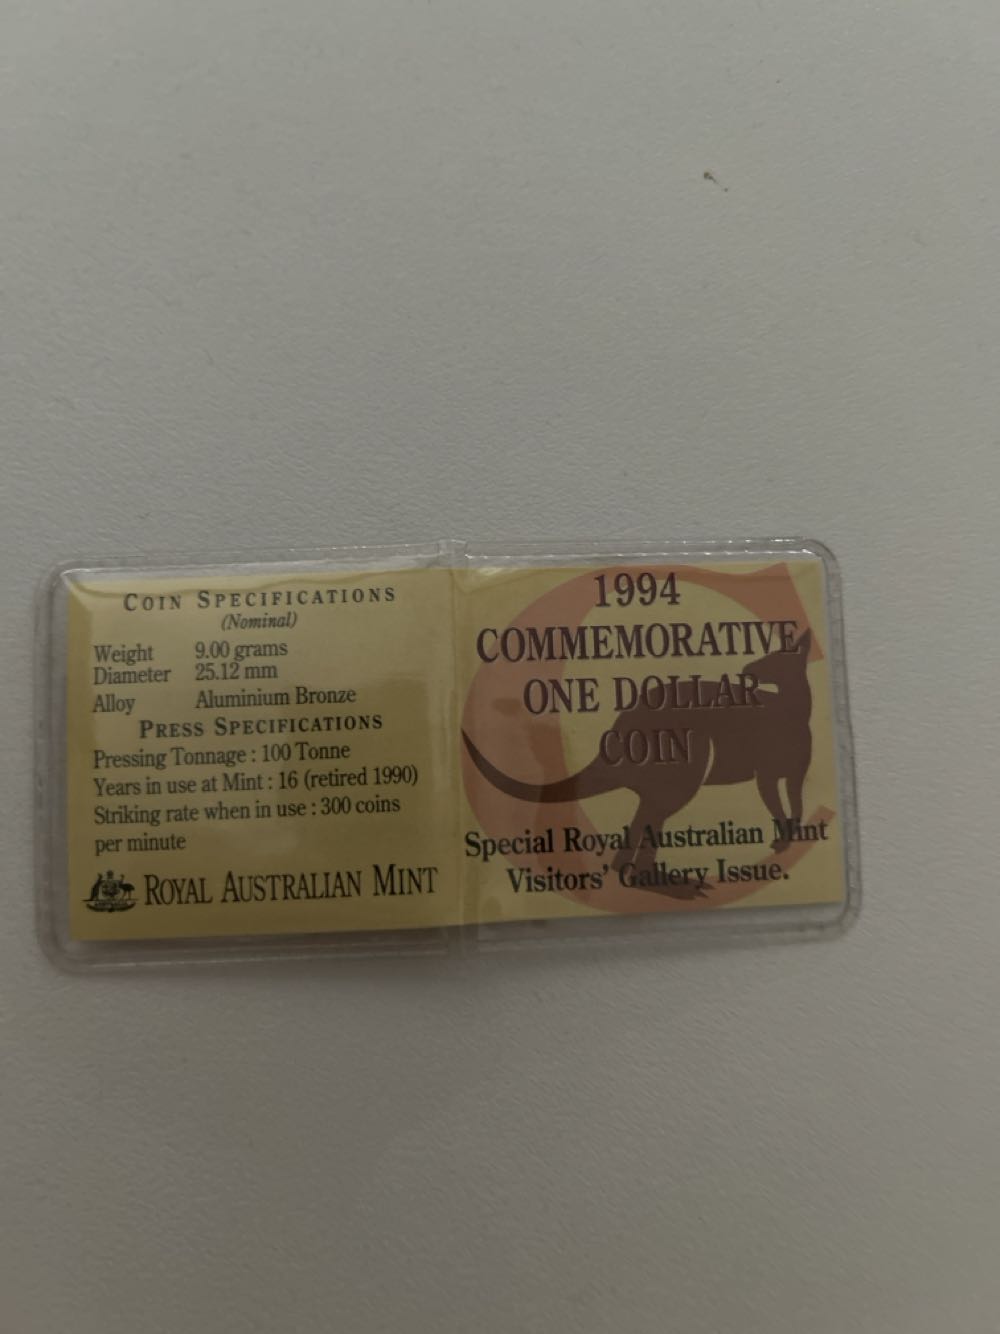 COIN SPECIFICATIONS
(Nominal)
Weight 9.00 grams
Diameter 25.12 mm
Alloy Aluminium Bronze
PRESS SPECIFICATIONS
Pressing Tonnage : 100 Tonne
Years in use at Mint : 16 (retired 1990)
Striking rate when in use : 300 coins
per minute
ROYAL AUSTRALIAN MINT
1994
COMMEMORATIVE
ONE DOLLAR
COIN
Special Royal Australian Mint
Visitors' Gallery Issue.
C